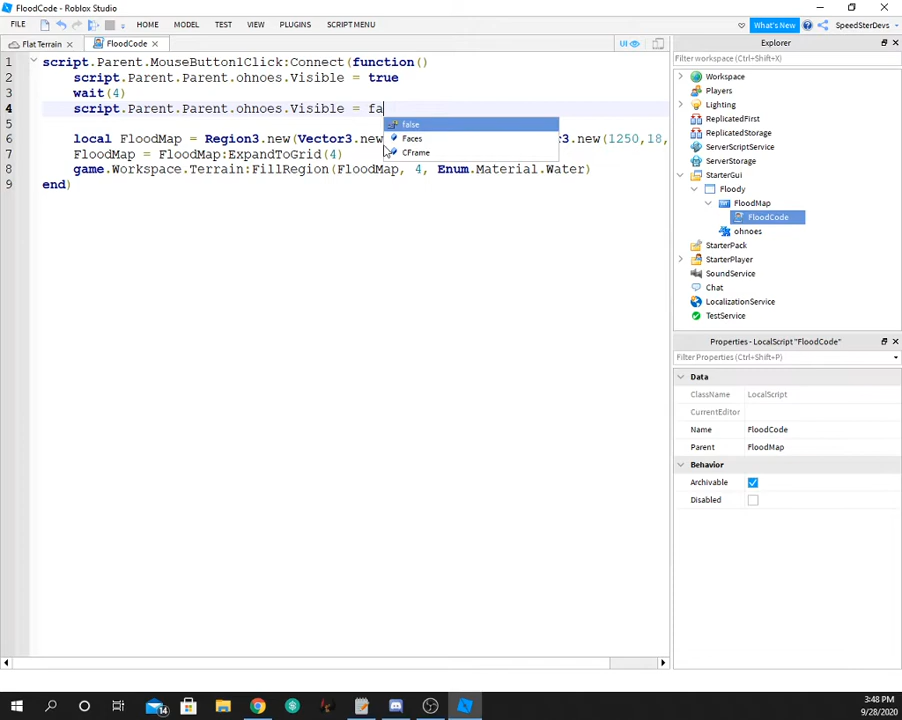 FloodCode - Roblox Studio
FILE HOME MODEL TEST VIEW PLUGINS SCRIPT MENU What's New SpeedSterDevs
Flat Terrain FloodCode UI
1 script.Parent.MouseButton1Click:Connect(function()
2 script.Parent.Parent.ohnoes.Visible = true
3 wait(4)
4 script.Parent.Parent.ohnoes.Visible = fa
false
5
Faces
6 local FloodMap = Region3.new(Vector3.new r3.new(1250,18,
CFrame
7 FloodMap = FloodMap:ExpandToGrid(4)
8 game.Workspace.Terrain:FillRegion(FloodMap, 4, Enum.Material.Water)
9 end)
Explorer
Filter workspace (Ctrl+Shift+X)
Workspace
Players
Lighting
ReplicatedFirst
ReplicatedStorage
ServerScriptService
ServerStorage
StarterGui
Floody
FloodMap
FloodCode
ohnoes
StarterPack
StarterPlayer
SoundService
Chat
LocalizationService
TestService
Properties - LocalScript "FloodCode"
Filter Properties (Ctrl+Shift+P)
Data
ClassName LocalScript
CurrentEditor
Name FloodCode
Parent FloodMap
Behavior
Archivable
Disabled
14
3:48 PM
9/28/2020